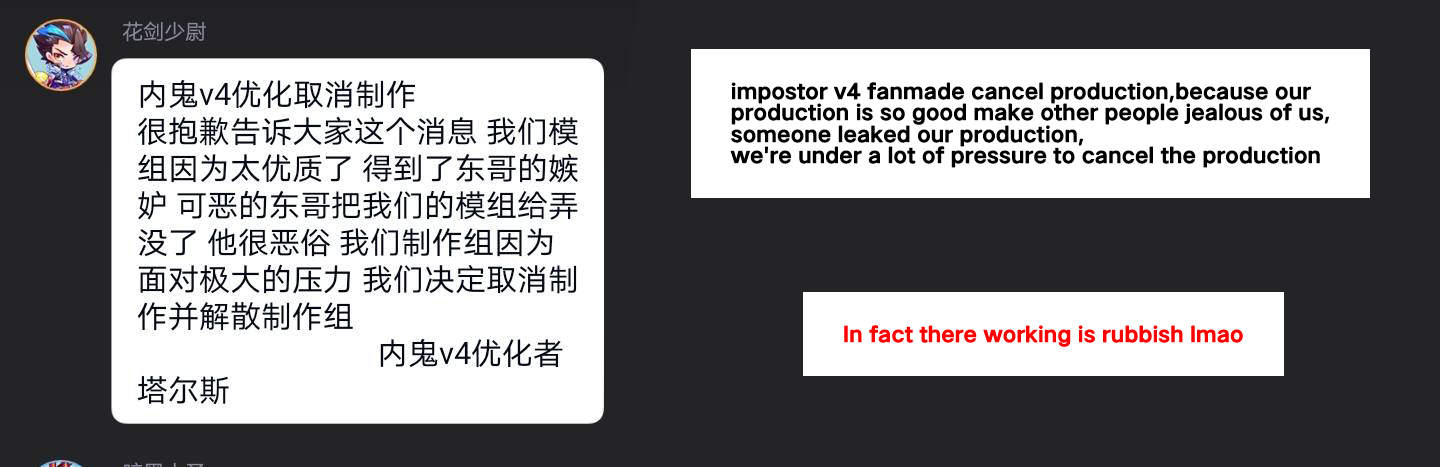 花剑少尉
内鬼v4优化取消制作
很抱歉告诉大家这个消息 我们模
组因为太优质了 得到了东哥的嫉
妒 可恶的东哥把我们的模组给弄
没了 他很恶俗 我们制作组因为
面对极大的压力 我们决定取消制
作并解散制作组
内鬼v4优化者
塔尔斯
impostor v4 fanmade cancel production,because our
production is so good make other people jealous of us,
someone leaked our production,
we're under a lot of pressure to cancel the production
In fact there working is rubbish lmao